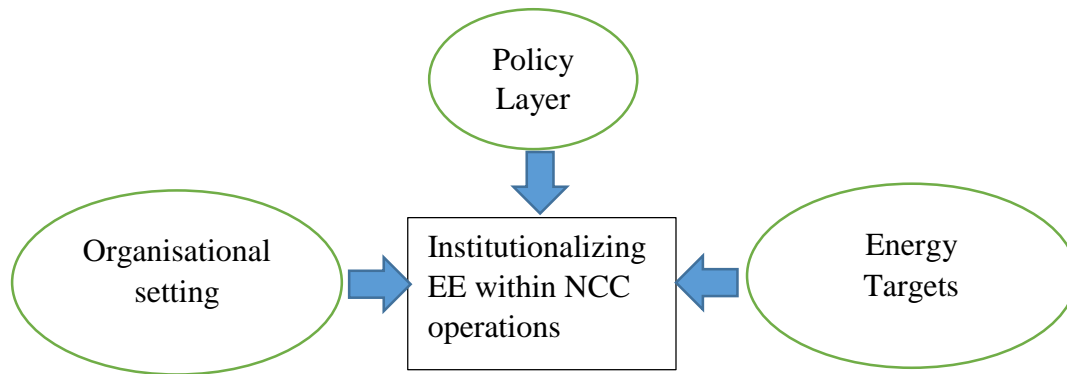 Policy
Layer
Organisational
setting
Institutionalizing
EE within NCC
operations
Energy
Targets